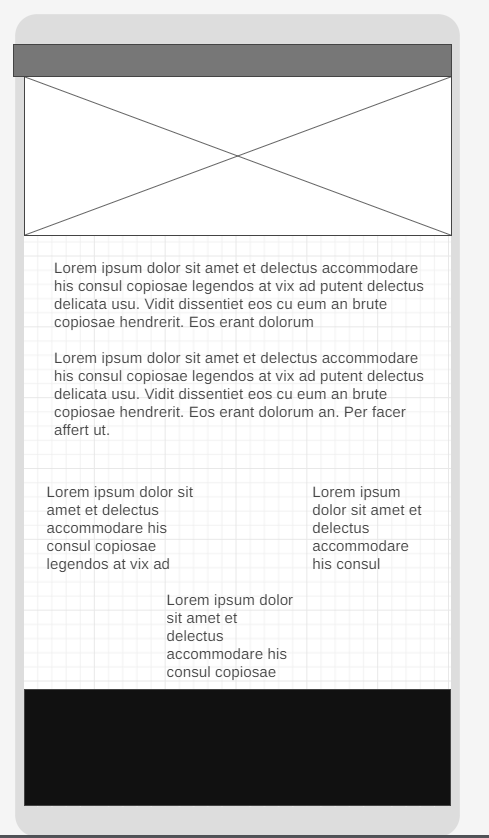 Lorem ipsum dolor sit amet et delectus accommodare
his consul copiosae legendos at vix ad putent delectus
delicata usu. Vidit dissentiet eos cu eum an brute
copiosae hendrerit. Eos erant dolorum
Lorem ipsum dolor sit amet et delectus accommodare
his consul copiosae legendos at vix ad putent delectus
delicata usu. Vidit dissentiet eos cu eum an brute
copiosae hendrerit. Eos erant dolorum an. Per facer
affert ut.
Lorem ipsum dolor sit
amet et delectus
accommodare his
consul copiosae
legendos at vix ad
Lorem ipsum
dolor sit amet et
delectus
accommodare
his consul
Lorem ipsum dolor
sit amet et
delectus
accommodare his
consul copiosae